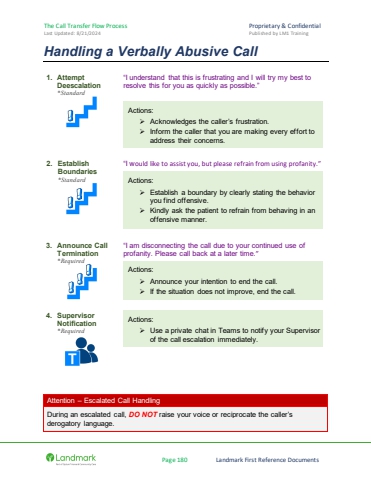 The Call Transfer Flow Process
Proprietary & Confidential
Last updated: 8/21/2024
Published by LML Training
Handling a Verbally Abusive Call
1. Attempt
Deescalation
*Standard
"I understand that this is frustrating and I will try my best to
resolve this for you as quickly as possible."
Actions:
➢ Acknowledges the caller's frustration.
➢ Inform the caller that you are making every effort to
address their concerns.
2. Establish
Boundaries
*Standard
"I would like to assist you, but please refrain from using profanity."
Actions:
➢ Establish a boundary by clearly stating the behavior
you find offensive.
➢ Kindly ask the patient to refrain from behaving in an
offensive manner.
3. Announce Call
Termination
*Required
"I am disconnecting the call due to your continued use of
profanity. Please call back at a later time."
Actions:
➢ Announce your intention to end the call.
➢ If the situation does not improve, end the call.
4. Supervisor
Notification
*Required
Actions:
➢ Use a private chat in Teams to notify your Supervisor
of the call escalation immediately.
T
Attention – Escalated Call Handling
During an escalated call, DO NOT raise your voice or reciprocate the caller's
derogatory language.
Landmark
Page 180
Landmark First Reference Documents